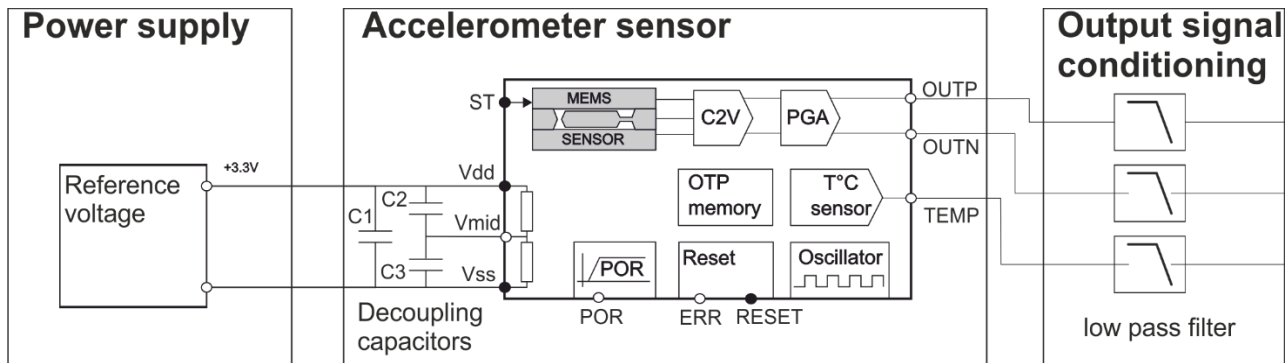 Power supply
Accelerometer sensor
Output signal
conditioning
ST
MEMS
SENSOR
C2V
PGA
OUTP
OUTN
+3.3V
Reference
voltage
Vdd
C2
C1
Vmid
C3
Vss
OTP
memory
T°C
sensor
TEMP
POR
Reset
Oscillator
Decoupling
capacitors
POR
ERR
RESET
low pass filter